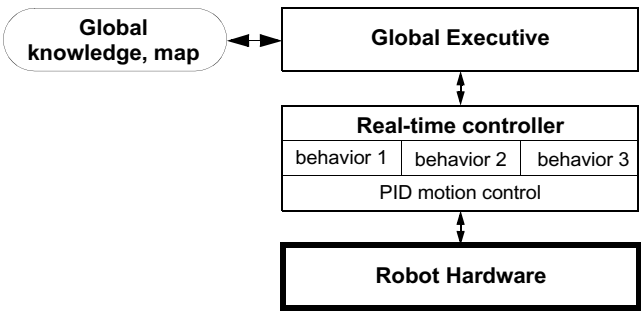 Global
knowledge, map
Global Executive
Real-time controller
behavior 1
behavior 2
behavior 3
PID motion control
Robot Hardware